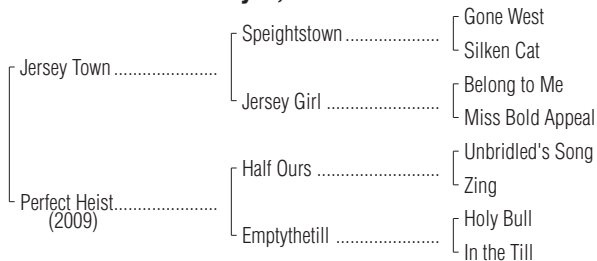 Gone West
Speightstown ...................
Silken Cat
Jersey Town .....................
Belong to Me
Jersey Girl .......................
Miss Bold Appeal
Unbridled's Song
Half Ours ........................
Zing
Perfect Heist.....................
(2009)
Holy Bull
Emptythetill .....................
In the Till